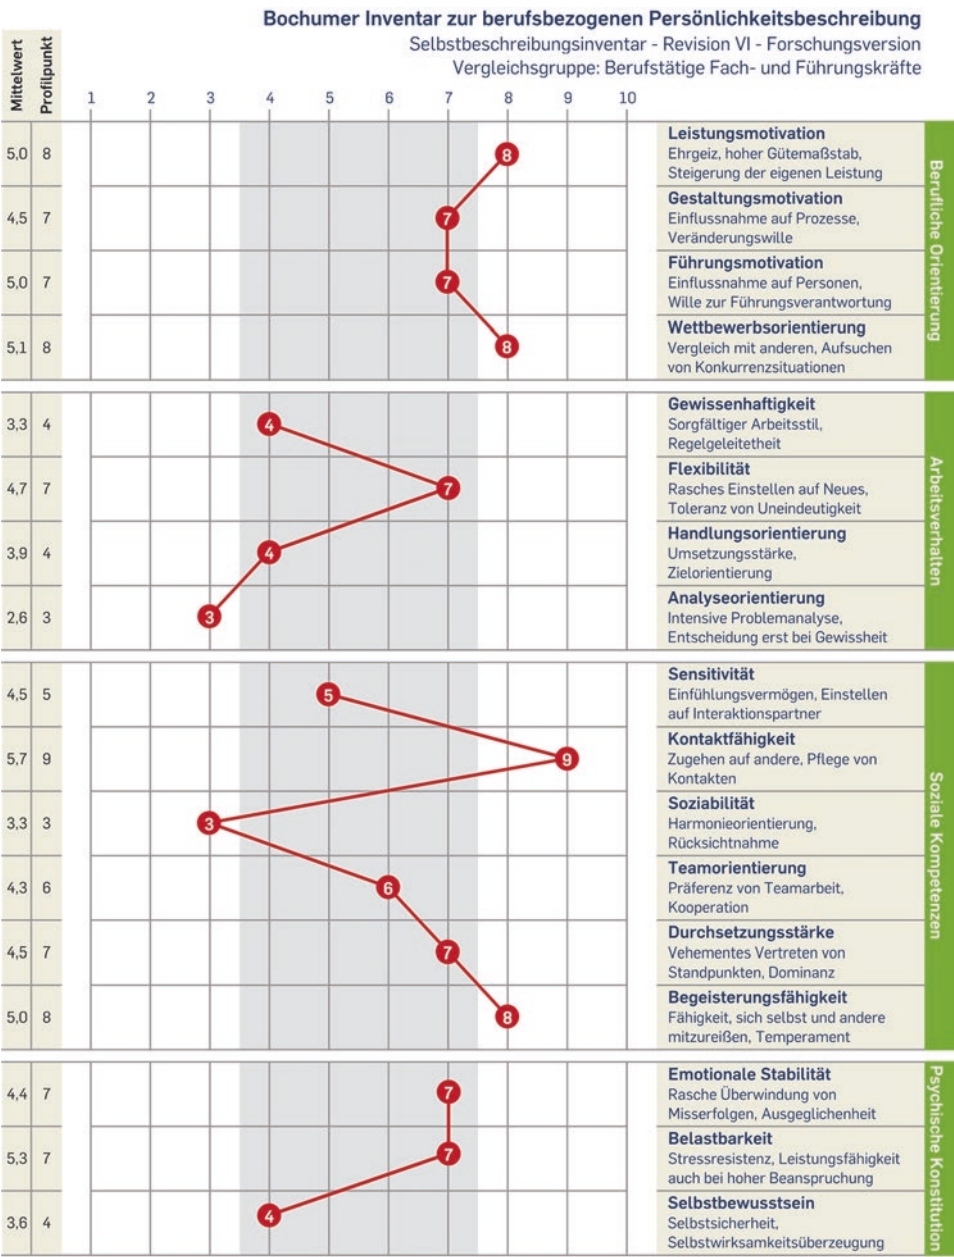 Bochumer Inventar zur berufsbezogenen Persönlichkeitsbeschreibung
Selbstbeschreibungsinventar - Revision VI - Forschungsversion
Vergleichsgruppe: Berufstätige Fach- und Führungskräfte
Mittelwert
Profilpunkt
1 2 3 4 5 6 7 8 9 10
Berufliche Orientierung
5,0 8 8 Leistungsmotivation
Ehrgeiz, hoher Gütemaßstab,
Steigerung der eigenen Leistung
4,5 7 7 Gestaltungsmotivation
Einflussnahme auf Prozesse,
Veränderungswille
5,0 7 7 Führungsmotivation
Einflussnahme auf Personen,
Wille zur Führungsverantwortung
5,1 8 8 Wettbewerbsorientierung
Vergleich mit anderen, Aufsuchen
von Konkurrenzsituationen
Arbeitsverhalten
3,3 4 4 Gewissenhaftigkeit
Sorgfältiger Arbeitsstil,
Regelgeleitetheit
4,7 7 7 Flexibilität
Rasches Einstellen auf Neues,
Toleranz von Uneindeutigkeit
3,9 4 4 Handlungsorientierung
Umsetzungsstärke,
Zielorientierung
2,6 3 3 Analyseorientierung
Intensive Problemanalyse,
Entscheidung erst bei Gewissheit
Soziale Kompetenzen
4,5 5 5 Sensitivität
Einfühlungsvermögen, Einstellen
auf Interaktionspartner
5,7 9 9 Kontaktfähigkeit
Zugehen auf andere, Pflege von
Kontakten
3,3 3 3 Soziabilität
Harmonieorientierung,
Rücksichtnahme
4,3 6 6 Teamorientierung
Präferenz von Teamarbeit,
Kooperation
4,5 7 7 Durchsetzungsstärke
Vehementes Vertreten von
Standpunkten, Dominanz
5,0 8 8 Begeisterungsfähigkeit
Fähigkeit, sich selbst und andere
mitzureißen, Temperament
Psychische Konstitution
4,4 7 7 Emotionale Stabilität
Rasche Überwindung von
Misserfolgen, Ausgeglichenheit
5,3 7 7 Belastbarkeit
Stressresistenz, Leistungsfähigkeit
auch bei hoher Beanspruchung
3,6 4 4 Selbstbewusstsein
Selbstsicherheit,
Selbstwirksamkeitsüberzeugung